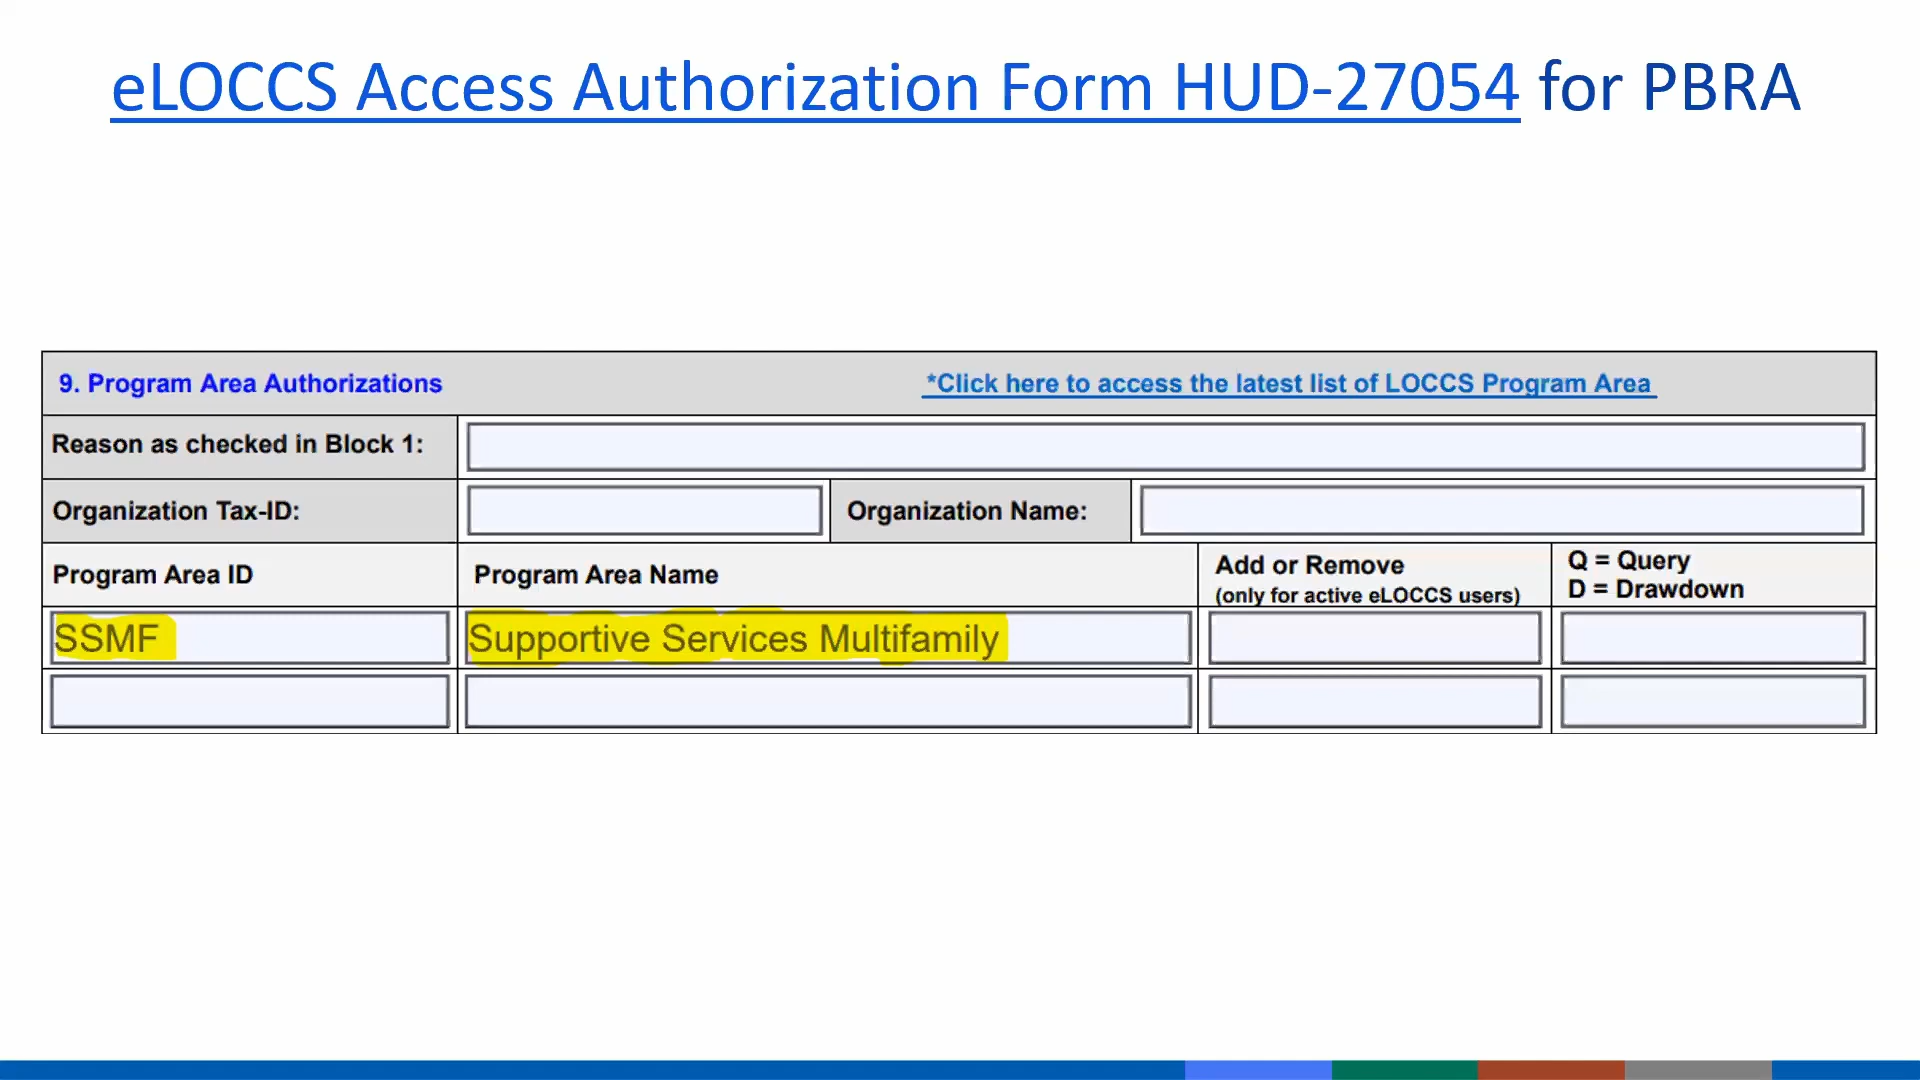 eLOCCS Access Authorization Form HUD-27054 for PBRA
9. Program Area Authorizations
*Click here to access the latest list of LOCCS Program Area
Reason as checked in Block 1:
Organization Tax-ID:
Organization Name:
Program Area ID
Program Area Name
Add or Remove
(only for active eLOCCS users)
Q = Query
D = Drawdown
SSMF
Supportive Services Multifamily